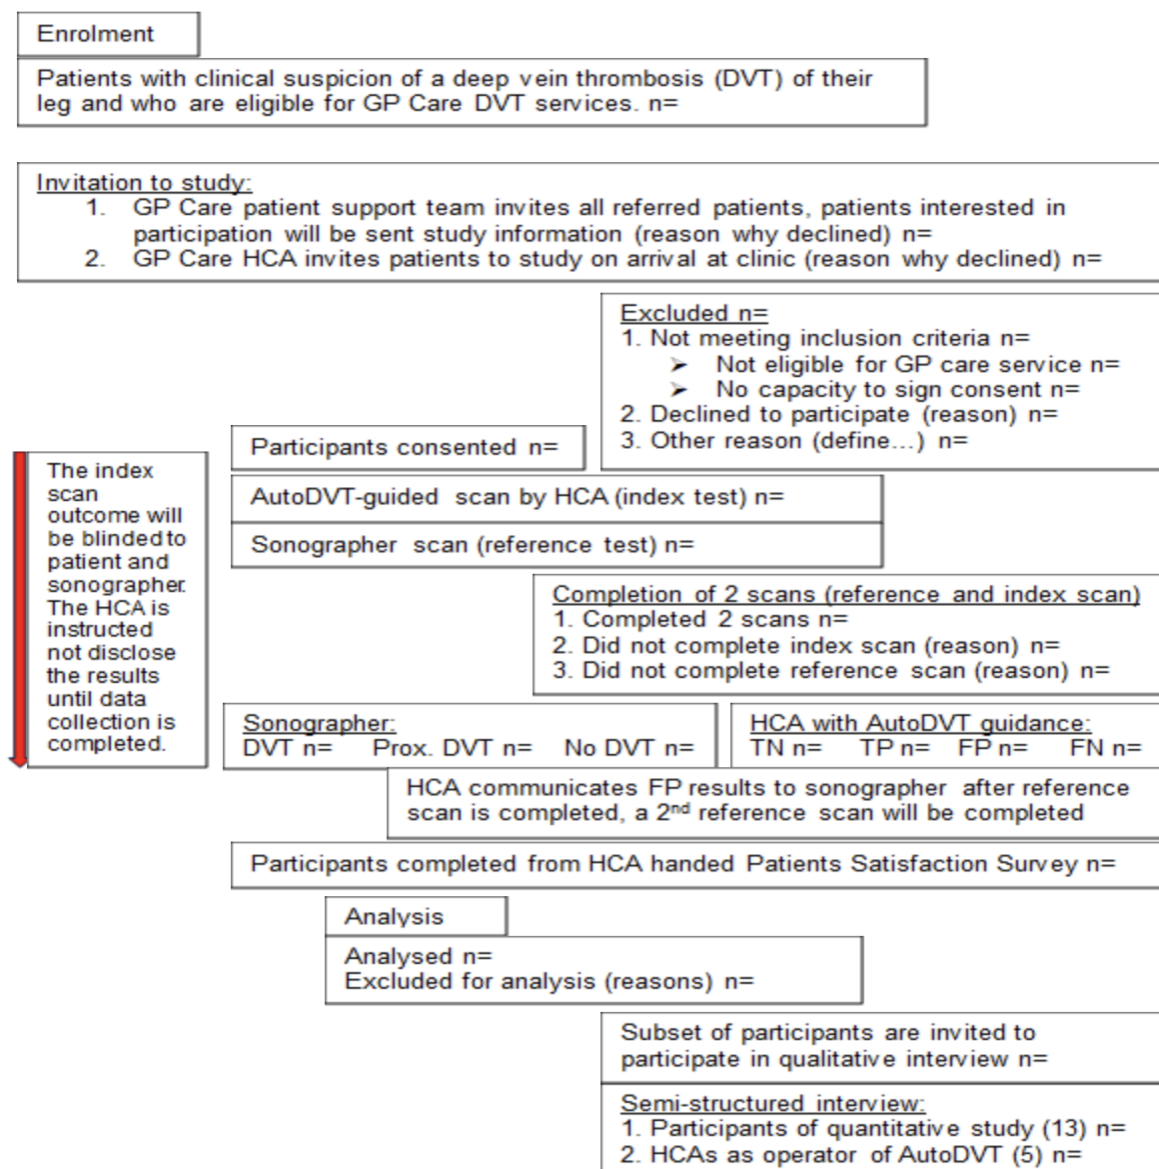 Enrolment
Patients with clinical suspicion of a deep vein thrombosis (DVT) of their
leg and who are eligible for GP Care DVT services. n=
Invitation to study:
1. GP Care patient support team invites all referred patients, patients interested in
participation will be sent study information (reason why declined) n=
2. GP Care HCA invites patients to study on arrival at clinic (reason why declined) n=
Excluded n=
1. Not meeting inclusion criteria n=
➢ Not eligible for GP care service n=
➢ No capacity to sign consent n=
2. Declined to participate (reason) n=
3. Other reason (define...) n=
Participants consented n=
The index
scan
outcome will
be blinded to
patient and
sonographer.
The HCA is
instructed
not disclose
the results
until data
collection is
completed.
AutoDVT-guided scan by HCA (index test) n=
Sonographer scan (reference test) n=
Completion of 2 scans (reference and index scan)
1. Completed 2 scans n=
2. Did not complete index scan (reason) n=
3. Did not complete reference scan (reason) n=
Sonographer:
DVT n= Prox. DVT n= No DVT n=
HCA with AutoDVT guidance:
TN n= TP n= FP n= FN n=
HCA communicates FP results to sonographer after reference
scan is completed, a 2nd reference scan will be completed
Participants completed from HCA handed Patients Satisfaction Survey n=
Analysis
Analysed n=
Excluded for analysis (reasons) n=
Subset of participants are invited to
participate in qualitative interview n=
Semi-structured interview:
1. Participants of quantitative study (13) n=
2. HCAs as operator of AutoDVT (5) n=